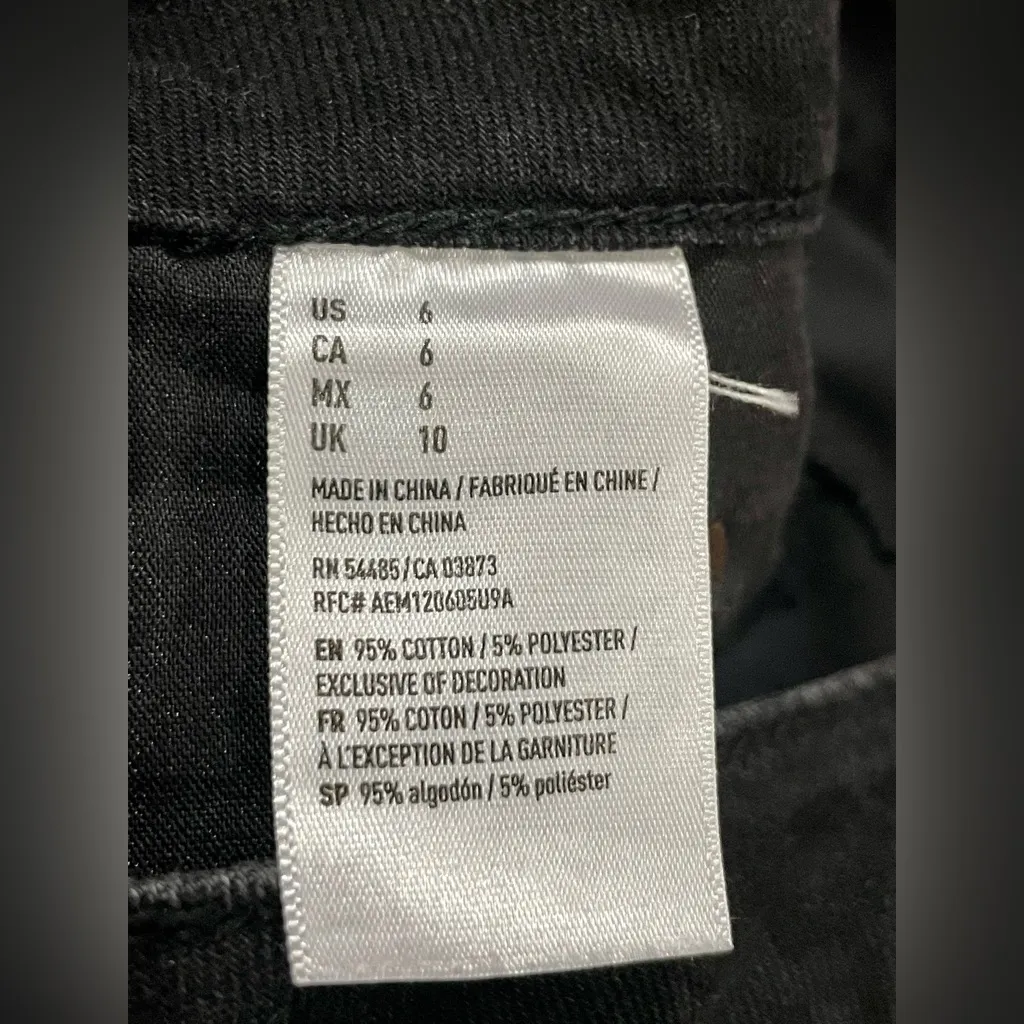 US 6
CA 6
MX 6
UK 10
MADE IN CHINA / FABRIQUÉ EN CHINE /
HECHO EN CHINA
RN 54485 / CA 03873
RFC# AEM120605U9A
EN 95% COTTON / 5% POLYESTER /
EXCLUSIVE OF DECORATION
FR 95% COTON / 5% POLYESTER /
À L'EXCEPTION DE LA GARNITURE
SP 95% algodón / 5% poliéster